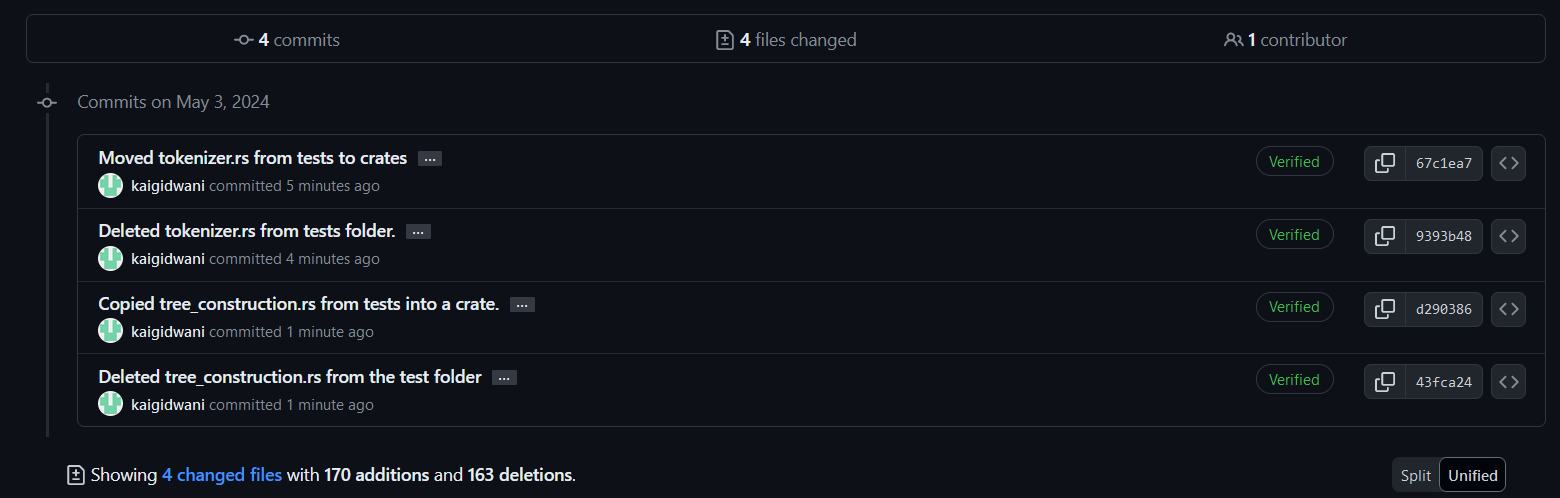 4 commits
4 files changed
1 contributor
Commits on May 3, 2024
Moved tokenizer.rs from tests to crates ...
Verified
67c1ea7
kaigidwani committed 5 minutes ago
Deleted tokenizer.rs from tests folder. ...
Verified
9393b48
kaigidwani committed 4 minutes ago
Copied tree_construction.rs from tests into a crate. ...
Verified
d290386
kaigidwani committed 1 minute ago
Deleted tree_construction.rs from the test folder ...
Verified
43fca24
kaigidwani committed 1 minute ago
Showing 4 changed files with 170 additions and 163 deletions.
Split
Unified